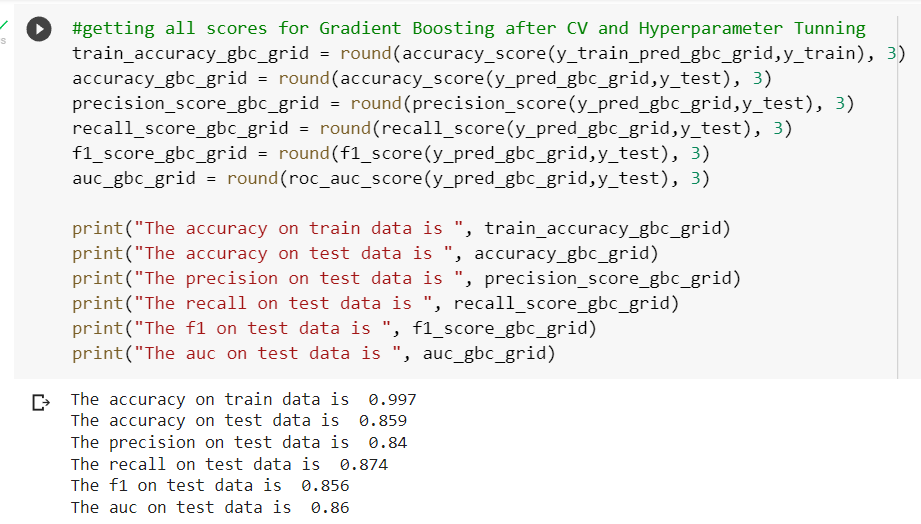 #getting all scores for Gradient Boosting after CV and Hyperparameter Tunning
train_accuracy_gbc_grid = round(accuracy_score(y_train_pred_gbc_grid,y_train), 3)
accuracy_gbc_grid = round(accuracy_score(y_pred_gbc_grid,y_test), 3)
precision_score_gbc_grid = round(precision_score(y_pred_gbc_grid,y_test), 3)
recall_score_gbc_grid = round(recall_score(y_pred_gbc_grid,y_test), 3)
f1_score_gbc_grid = round(f1_score(y_pred_gbc_grid,y_test), 3)
auc_gbc_grid = round(roc_auc_score(y_pred_gbc_grid,y_test), 3)
print("The accuracy on train data is ", train_accuracy_gbc_grid)
print("The accuracy on test data is ", accuracy_gbc_grid)
print("The precision on test data is ", precision_score_gbc_grid)
print("The recall on test data is ", recall_score_gbc_grid)
print("The f1 on test data is ", f1_score_gbc_grid)
print("The auc on test data is ", auc_gbc_grid)
The accuracy on train data is  0.997
The accuracy on test data is  0.859
The precision on test data is  0.84
The recall on test data is  0.874
The f1 on test data is  0.856
The auc on test data is  0.86